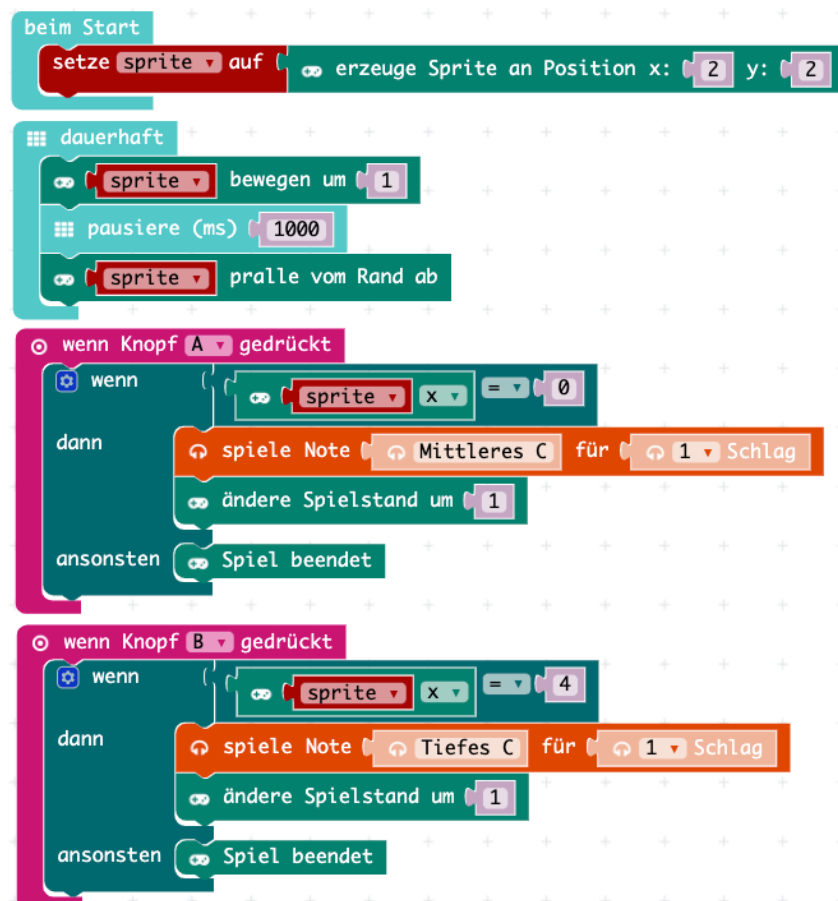 beim Start
setze sprite auf erzeuge Sprite an Position x: 2 y: 2
dauerhaft
sprite bewegen um 1
pausiere (ms) 1000
sprite pralle vom Rand ab
wenn Knopf A gedrückt
wenn sprite x = 0
dann spiele Note Mittleres C für 1 Schlag
ändere Spielstand um 1
ansonsten Spiel beendet
wenn Knopf B gedrückt
wenn sprite x = 4
dann spiele Note Tiefes C für 1 Schlag
ändere Spielstand um 1
ansonsten Spiel beendet